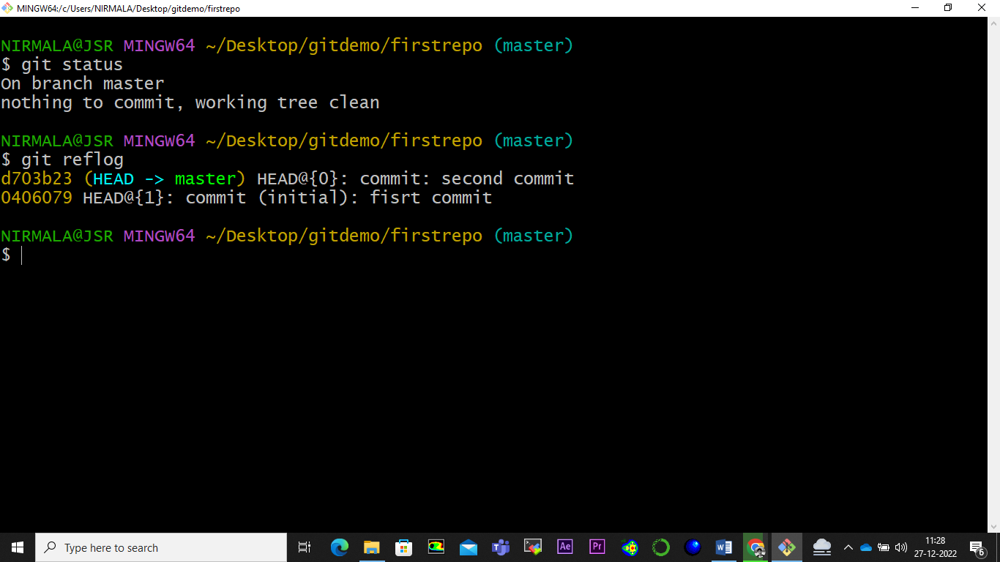 MINGW64:/c/Users/NIRMALA/Desktop/gitdemo/firstrepo
NIRMALA@JSR MINGW64 ~/Desktop/gitdemo/firstrepo (master)
$ git status
On branch master
nothing to commit, working tree clean
NIRMALA@JSR MINGW64 ~/Desktop/gitdemo/firstrepo (master)
$ git reflog
d703b23 (HEAD -> master) HEAD@{0}: commit: second commit
0406079 HEAD@{1}: commit (initial): fisrt commit
NIRMALA@JSR MINGW64 ~/Desktop/gitdemo/firstrepo (master)
$
Type here to search
Ae
Pr
11:28
27-12-2022
6